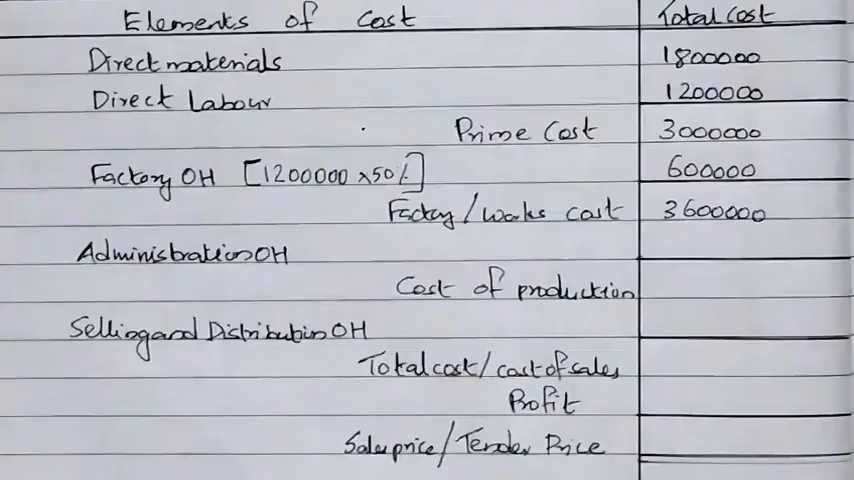 Elements of Cost Total Cost
Direct materials 1800000
Direct Labour 1200000
Prime Cost 3000000
Factory OH [1200000 x 50%] 600000
Factory / Works cost 3600000
Administration OH
Cost of production
Selling and Distribution OH
Total cost / cost of sales
Profit
Sales price / Tender Price